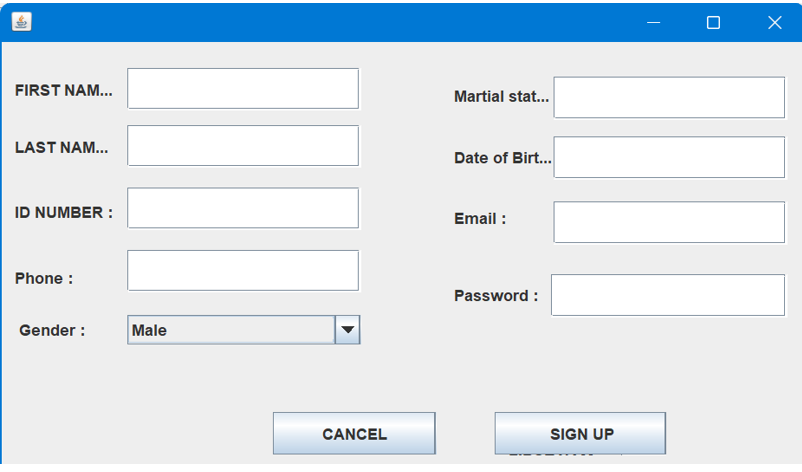 FIRST NAM...
Martial stat...
LAST NAM...
Date of Birt...
ID NUMBER :
Email :
Phone :
Password :
Gender :
Male
CANCEL
SIGN UP